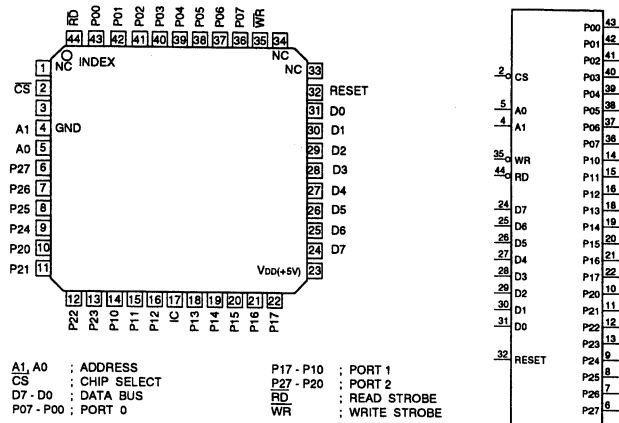 RD P00 P01 P02 P03 P04 P05 P06 P07 WR
44 43 42 41 40 39 38 37 36 35 34
INDEX
NC
NC
1 NC 33
CS 2 32 RESET
3 31 D0
A1 4 GND 30 D1
A0 5 29 D2
P27 6 28 D3
P26 7 27 D4
P25 8 26 D5
P24 9 25 D6
P20 10 24 D7
P21 11 VDD(+5V) 23
12 13 14 15 16 17 18 19 20 21 22
P22 P23 P10 P11 P12 IC P13 P14 P15 P16 P17
A1, A0 ; ADDRESS
CS ; CHIP SELECT
D7 - D0 ; DATA BUS
P07 - P00 ; PORT 0
P17 - P10 ; PORT 1
P27 - P20 ; PORT 2
RD ; READ STROBE
WR ; WRITE STROBE
P00 43
P01 42
P02 41
2 CS P03 40
P04 39
5 A0 P05 38
4 A1 P06 37
P07 36
35 WR P10 14
44 RD P11 15
P12 16
24 D7 P13 18
25 D6 P14 19
26 D5 P15 20
27 D4 P16 21
28 D3 P17 22
29 D2 P20 10
30 D1 P21 11
31 D0 P22 12
P23 13
32 RESET P24 9
P25 8
P26 7
P27 6